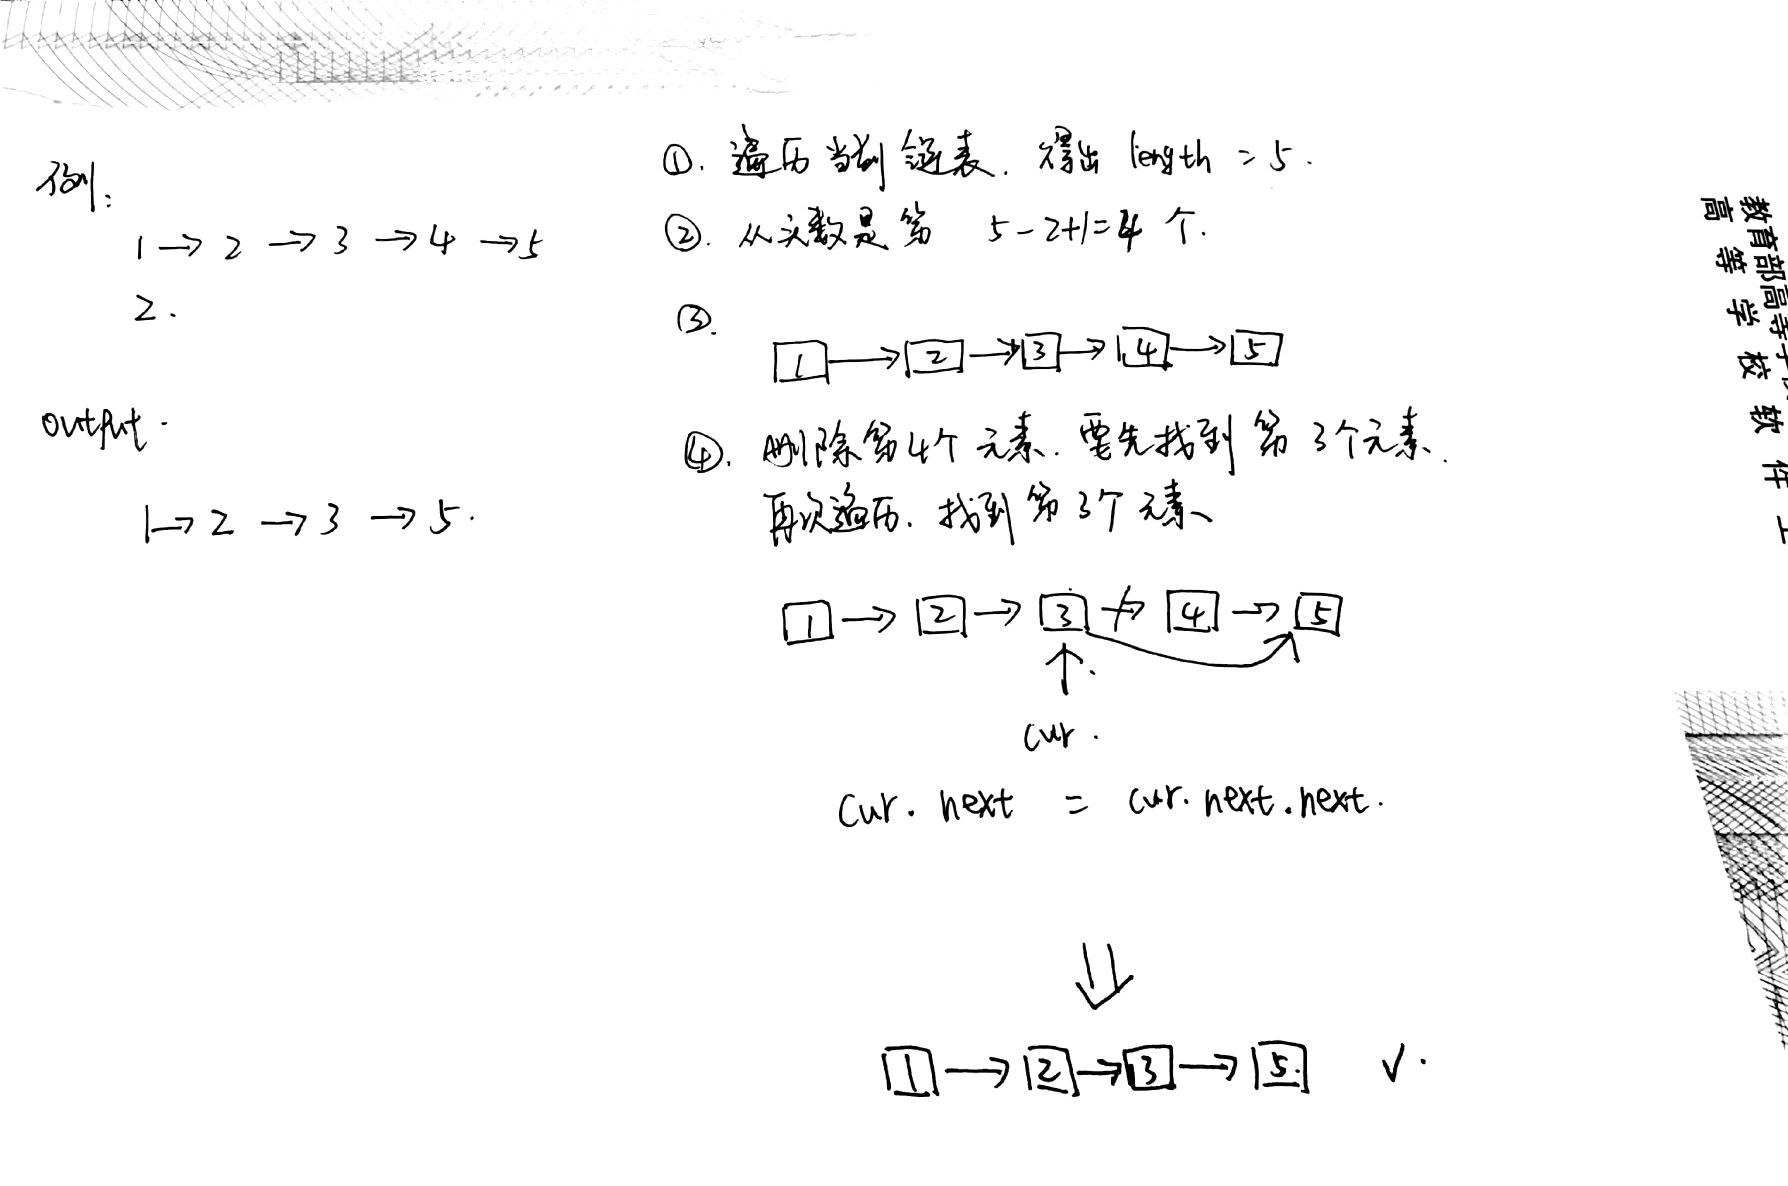 例:
1 → 2 → 3 → 4 → 5
2.
output.
1 → 2 → 3 → 5.
①. 遍历当前链表. 得出 length = 5.
②. 从头数是第 5-2+1=4 个.
③.
1 → 2 → 3 → 4 → 5
④. 删除第4个元素. 要先找到第3个元素.
再次遍历. 找到第3个元素、
1 → 2 → 3 → 4 → 5
cur.
cur. next = cur. next. next.
1 → 2 → 3 → 5. ✓.
教育部高等学
高等学校软件工